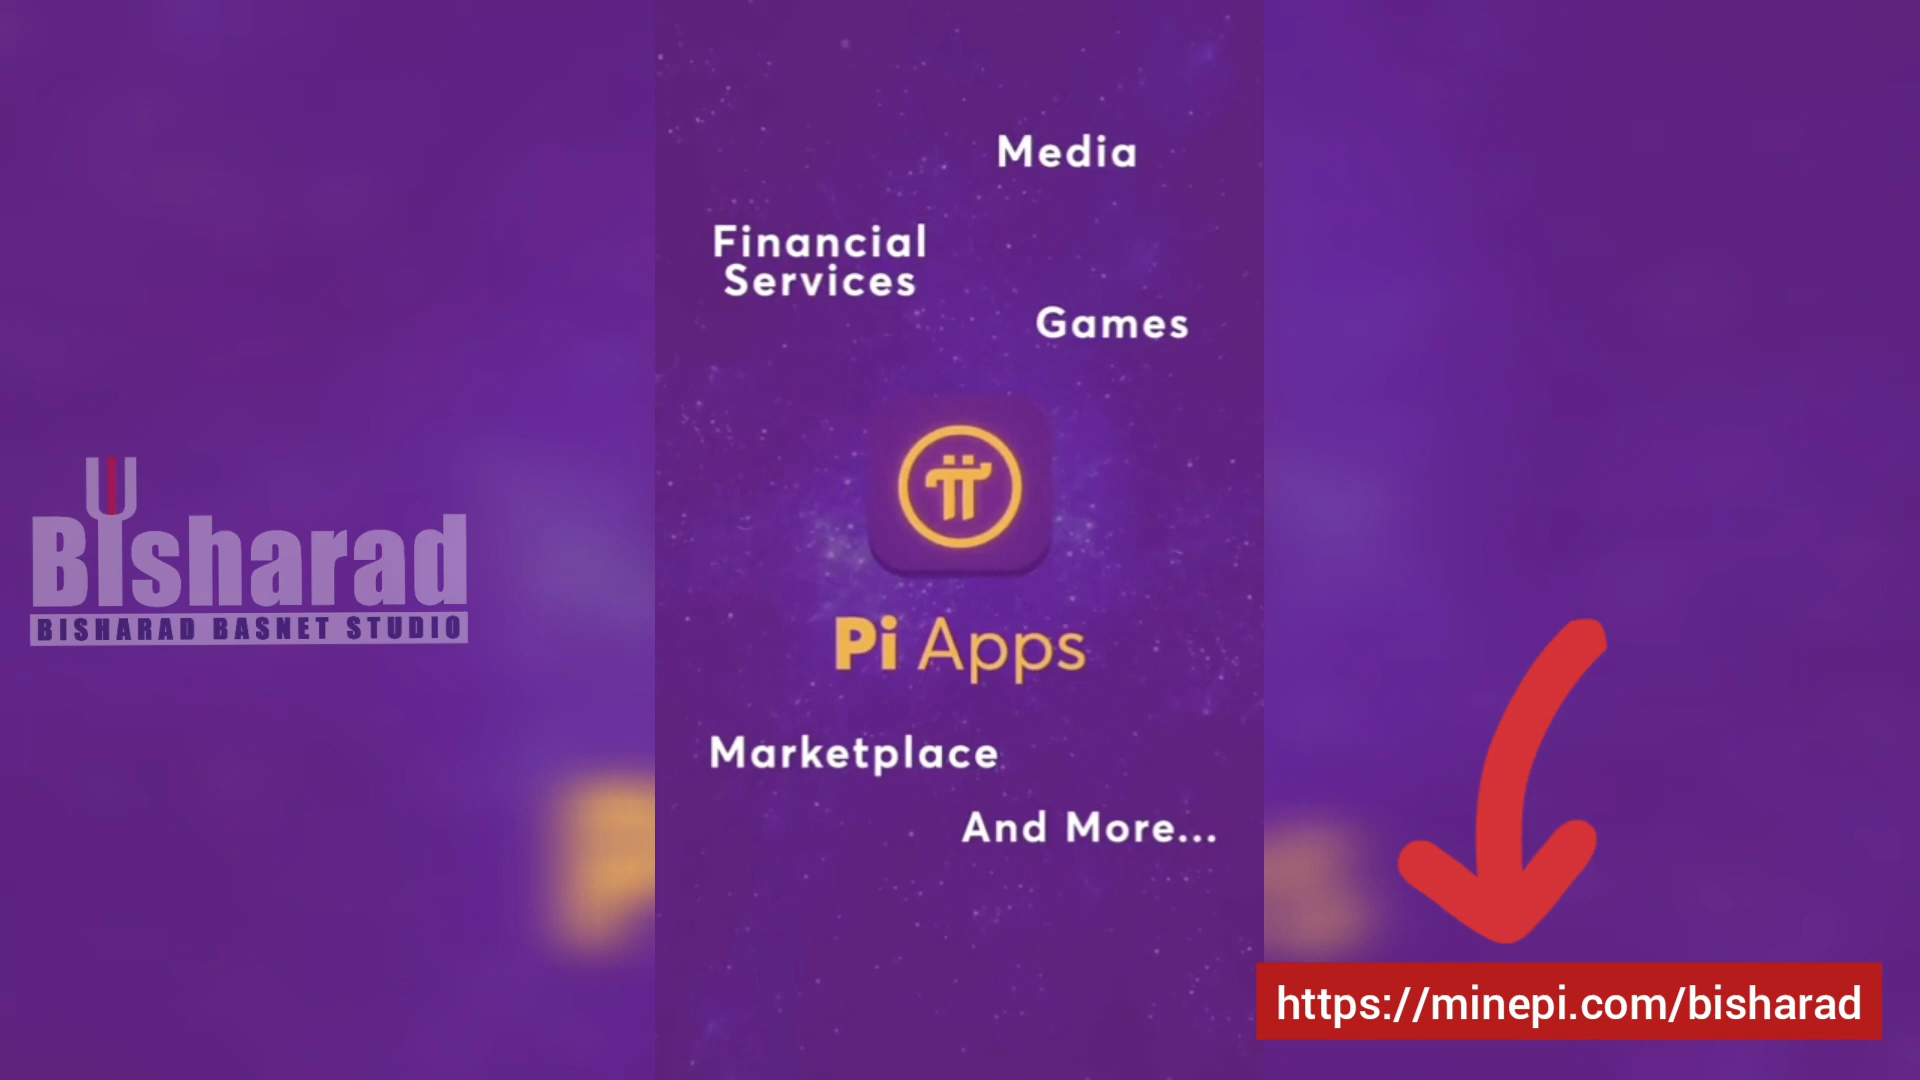 Media
Financial
Services
Games
Pi Apps
Marketplace
And More...
Bisharad
BISHARAD BASNET STUDIO
https://minepi.com/bisharad